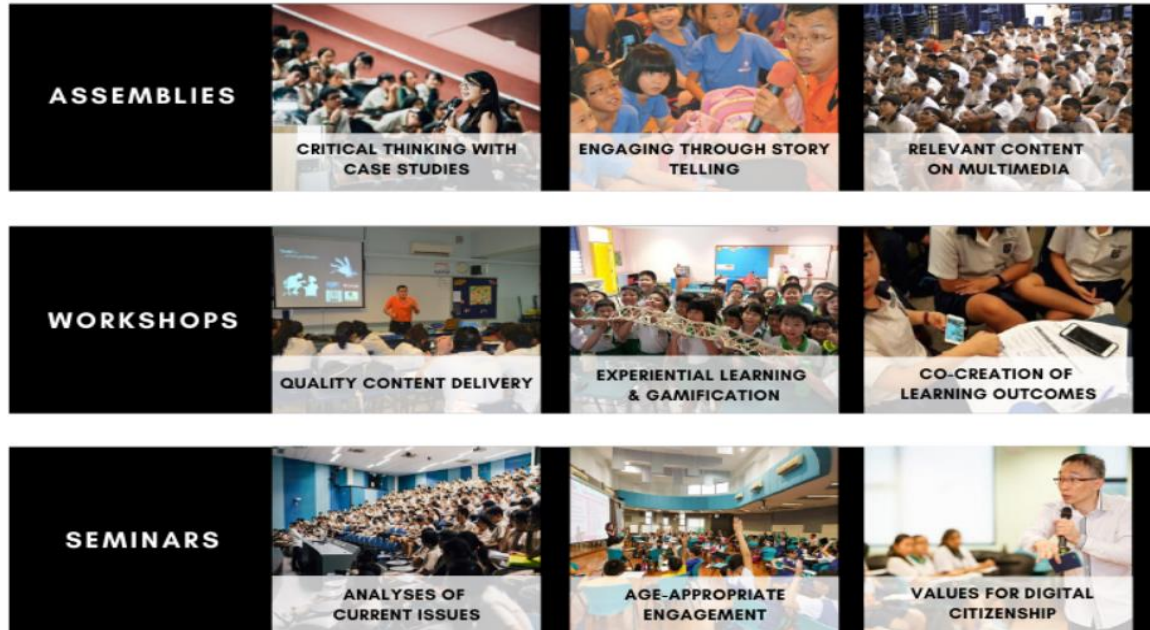 ASSEMBLIES
CRITICAL THINKING WITH
CASE STUDIES
ENGAGING THROUGH STORY
TELLING
RELEVANT CONTENT
ON MULTIMEDIA
WORKSHOPS
QUALITY CONTENT DELIVERY
EXPERIENTIAL LEARNING
& GAMIFICATION
CO-CREATION OF
LEARNING OUTCOMES
SEMINARS
ANALYSES OF
CURRENT ISSUES
AGE-APPROPRIATE
ENGAGEMENT
VALUES FOR DIGITAL
CITIZENSHIP